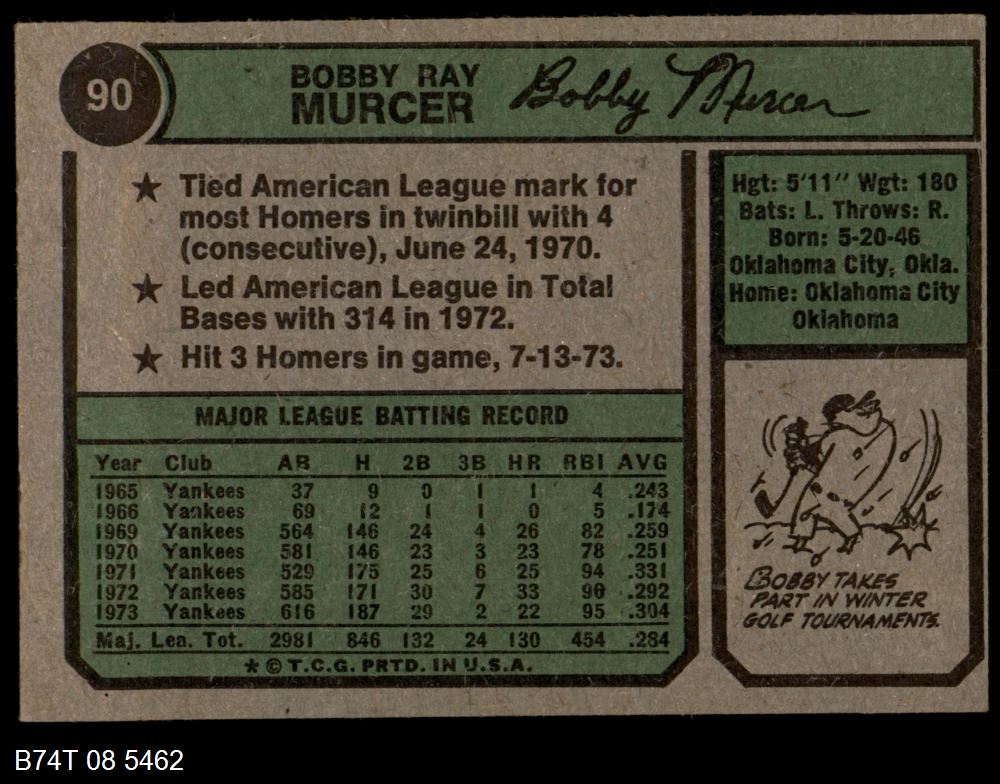 90
BOBBY RAY
MURCER
Bobby Murcer
★ Tied American League mark for
most Homers in twinbill with 4
(consecutive), June 24, 1970.
★ Led American League in Total
Bases with 314 in 1972.
★ Hit 3 Homers in game, 7-13-73.
Hgt: 5'11" Wgt: 180
Bats: L. Throws: R.
Born: 5-20-46
Oklahoma City, Okla.
Home: Oklahoma City
Oklahoma
MAJOR LEAGUE BATTING RECORD
Year Club AB H 2B 3B HR RBI AVG
1965 Yankees 37 9 0 1 1 4 .243
1966 Yankees 69 12 1 1 0 5 .174
1969 Yankees 564 146 24 4 26 82 .259
1970 Yankees 581 146 23 3 23 78 .251
1971 Yankees 529 175 25 6 25 94 .331
1972 Yankees 585 171 30 7 33 96 .292
1973 Yankees 616 187 29 2 22 95 .304
Maj. Lea. Tot. 2981 846 132 24 130 454 .284
* © T.C.G. PRTD. IN U.S.A.
BOBBY TAKES
PART IN WINTER
GOLF TOURNAMENTS.
B74T 08 5462